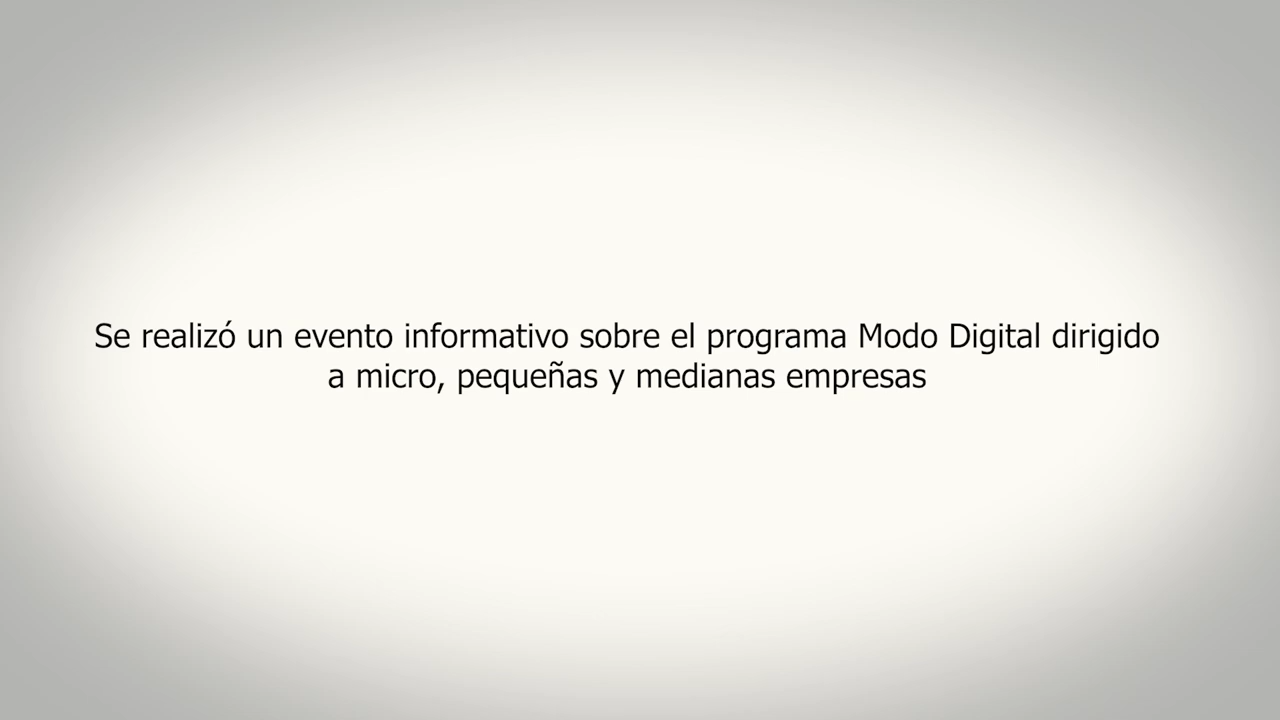 Se realizó un evento informativo sobre el programa Modo Digital dirigido
a micro, pequeñas y medianas empresas